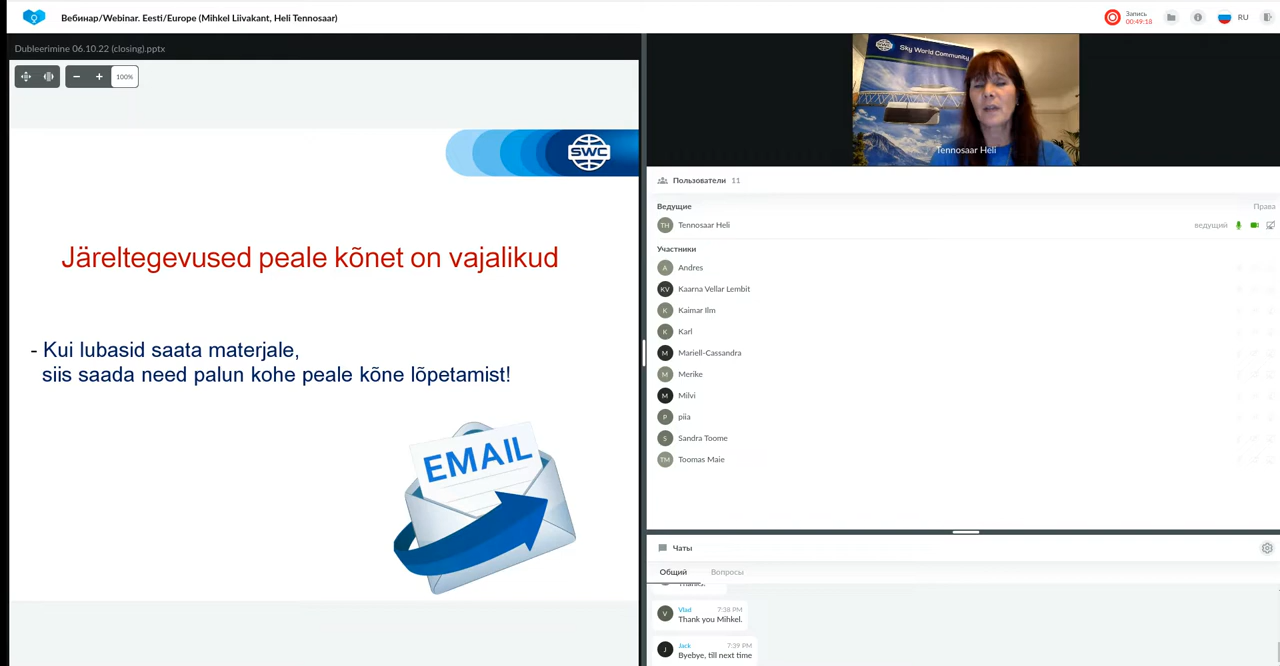 Вебинар/Webinar. Eesti/Europe (Mihkel Liivakant, Heli Tennosaar)
Запись
00:49:18
RU
Dubleerimine 06.10.22 (closing).pptx
100%
SWC
Järeltegevused peale kõnet on vajalikud
- Kui lubasid saata materjale,
siis saada need palun kohe peale kõne lõpetamist!
EMAIL
Sky World Community
Tennosaar Heli
Пользователи 11
Ведущие Права
TH Tennosaar Heli ведущий
Участники
A Andres
KV Kaarna Vellar Lembit
K Kaimar Ilm
K Karl
M Mariell-Cassandra
M Merike
M Milvi
P piia
S Sandra Toome
TM Toomas Maie
Чаты
Общий Вопросы
Thanks.
V Vlad 7:38 PM
Thank you Mihkel.
J Jack 7:39 PM
Byebye, till next time